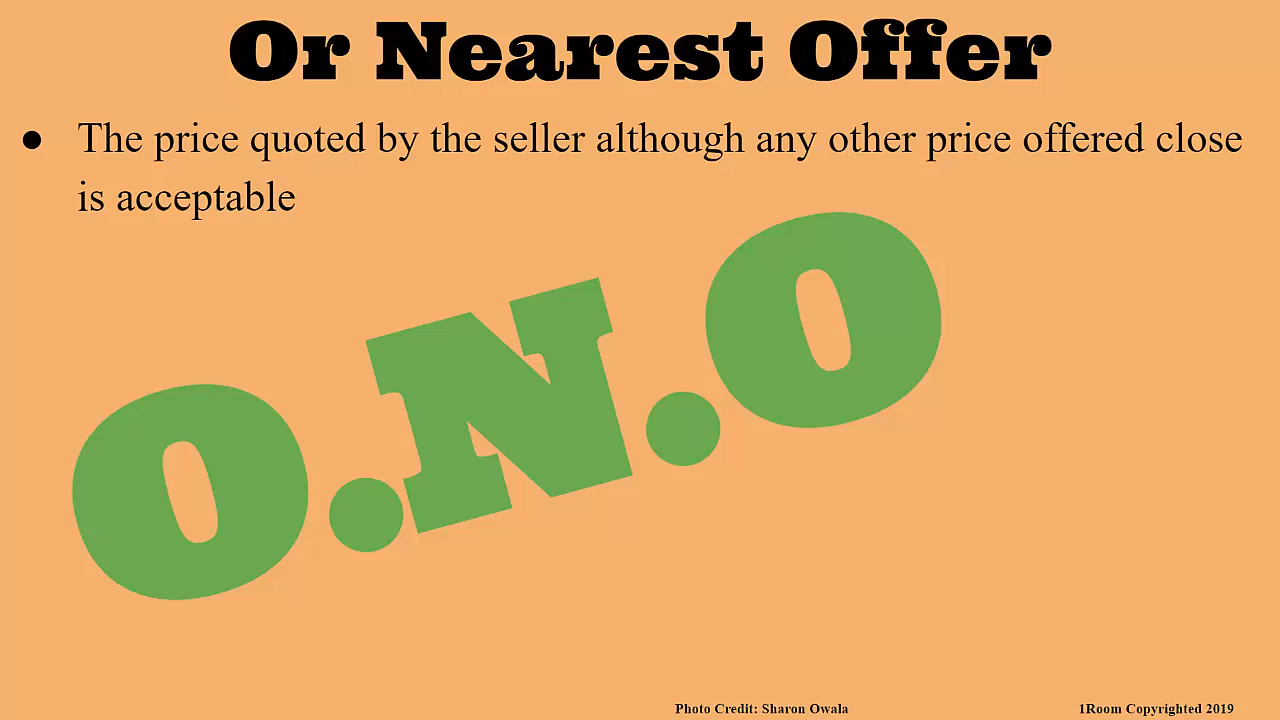 Or Nearest Offer
● The price quoted by the seller although any other price offered close
is acceptable
O.N.O
Photo Credit: Sharon Owala
1Room Copyrighted 2019